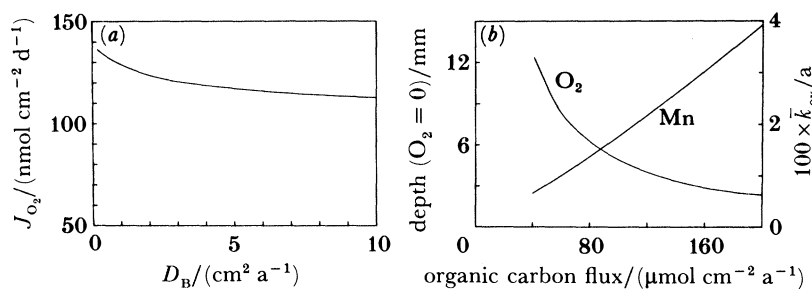 (a)
150
100
50
J_O₂/(nmol cm⁻² d⁻¹)
0
5
10
D_B/(cm² a⁻¹)
(b)
12
6
0
depth (O₂ = 0)/mm
O₂
Mn
4
2
0
100 × k̄
/a
80
160
organic carbon flux/(μmol cm⁻² a⁻¹)